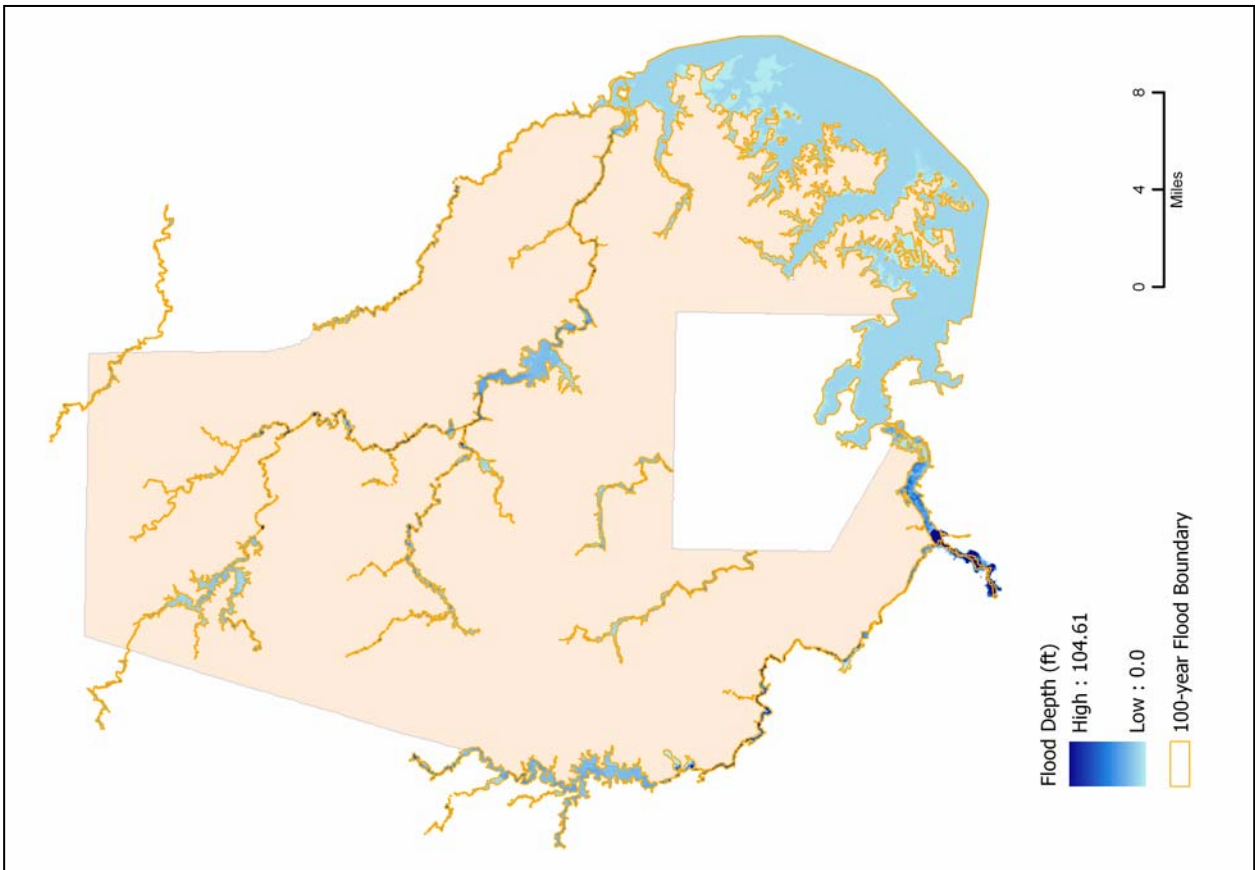 Flood Depth (ft)
High : 104.61
Low : 0.0
100-year Flood Boundary
0 4 8
Miles